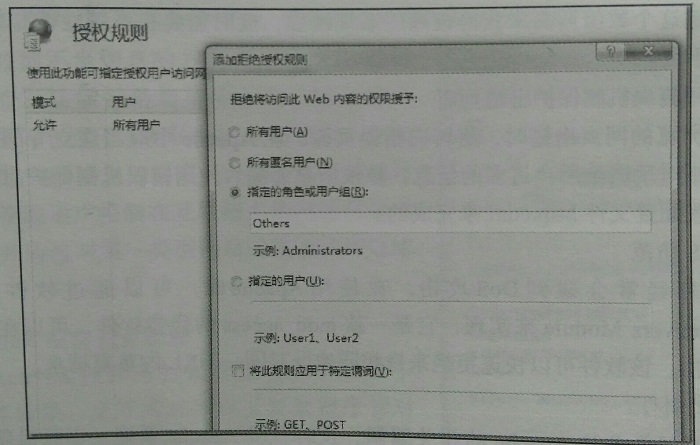 授权规则
使用此功能可指定授权用户访问网
模式 用户
允许 所有用户
添加拒绝授权规则
拒绝将访问此 Web 内容的权限授予:
所有用户(A)
所有匿名用户(N)
指定的角色或用户组(R):
Others
示例: Administrators
指定的用户(U):
示例: User1、User2
将此规则应用于特定谓词(V):
示例: GET、POST